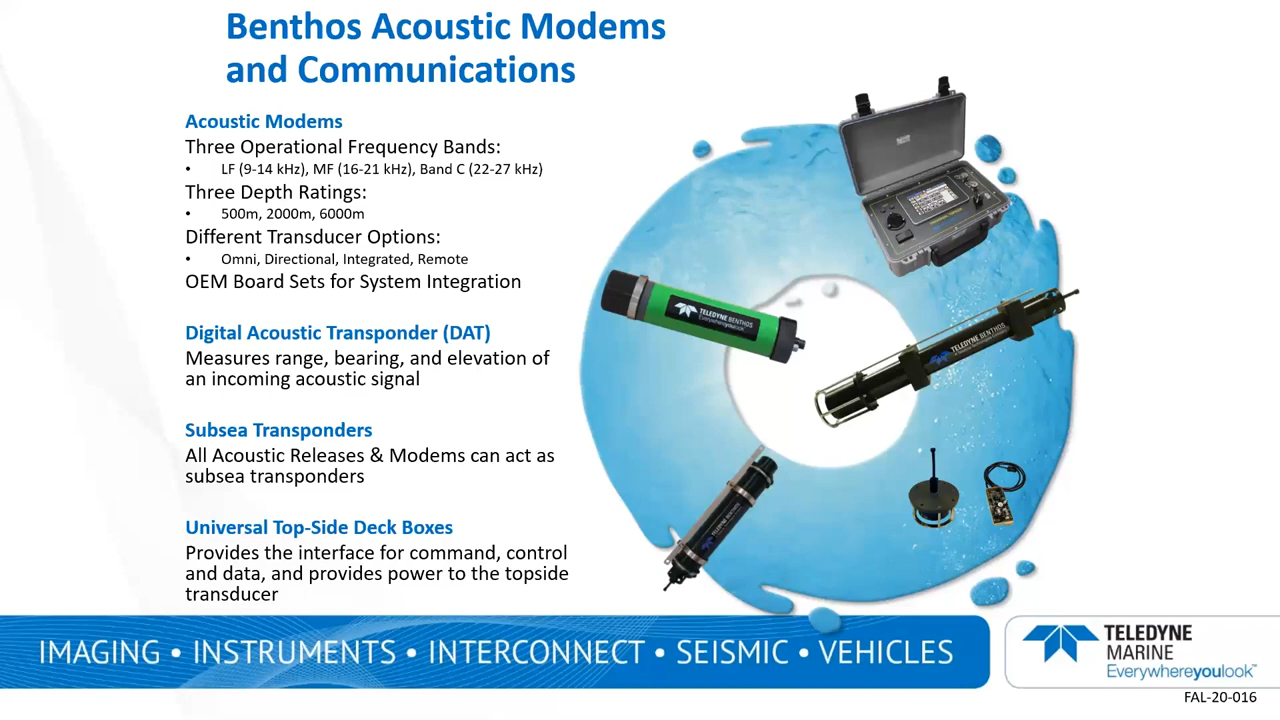 Benthos Acoustic Modems
and Communications
Acoustic Modems
Three Operational Frequency Bands:
• LF (9-14 kHz), MF (16-21 kHz), Band C (22-27 kHz)
Three Depth Ratings:
• 500m, 2000m, 6000m
Different Transducer Options:
• Omni, Directional, Integrated, Remote
OEM Board Sets for System Integration
Digital Acoustic Transponder (DAT)
Measures range, bearing, and elevation of
an incoming acoustic signal
Subsea Transponders
All Acoustic Releases & Modems can act as
subsea transponders
Universal Top-Side Deck Boxes
Provides the interface for command, control
and data, and provides power to the topside
transducer
TELEDYNE BENTHOS
Everywhereyoulook
TELEDYNE BENTHOS
TELEDYNE BENTHOS
IMAGING • INSTRUMENTS • INTERCONNECT • SEISMIC • VEHICLES
TELEDYNE
MARINE
Everywhereyoulook™
FAL-20-016